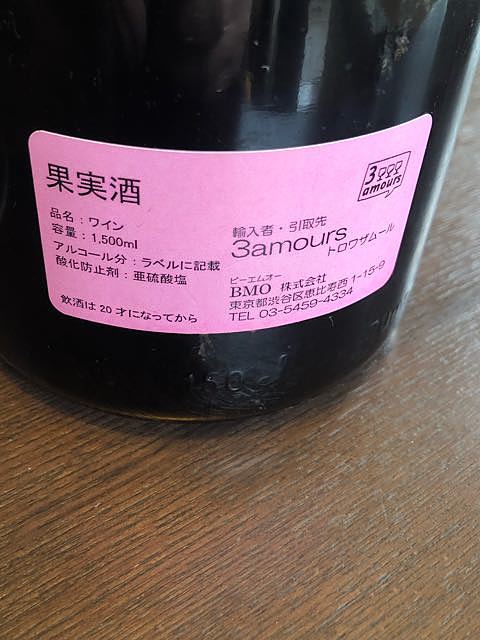 果実酒
品名：ワイン
容量：1,500ml
アルコール分：ラベルに記載
酸化防止剤：亜硫酸塩
飲酒は20才になってから
3
amours
輸入者・引取先
3amours
トロワザムール
ビーエムオー
BMO 株式会社
東京都渋谷区恵比寿西1-15-9
TEL 03-5459-4334